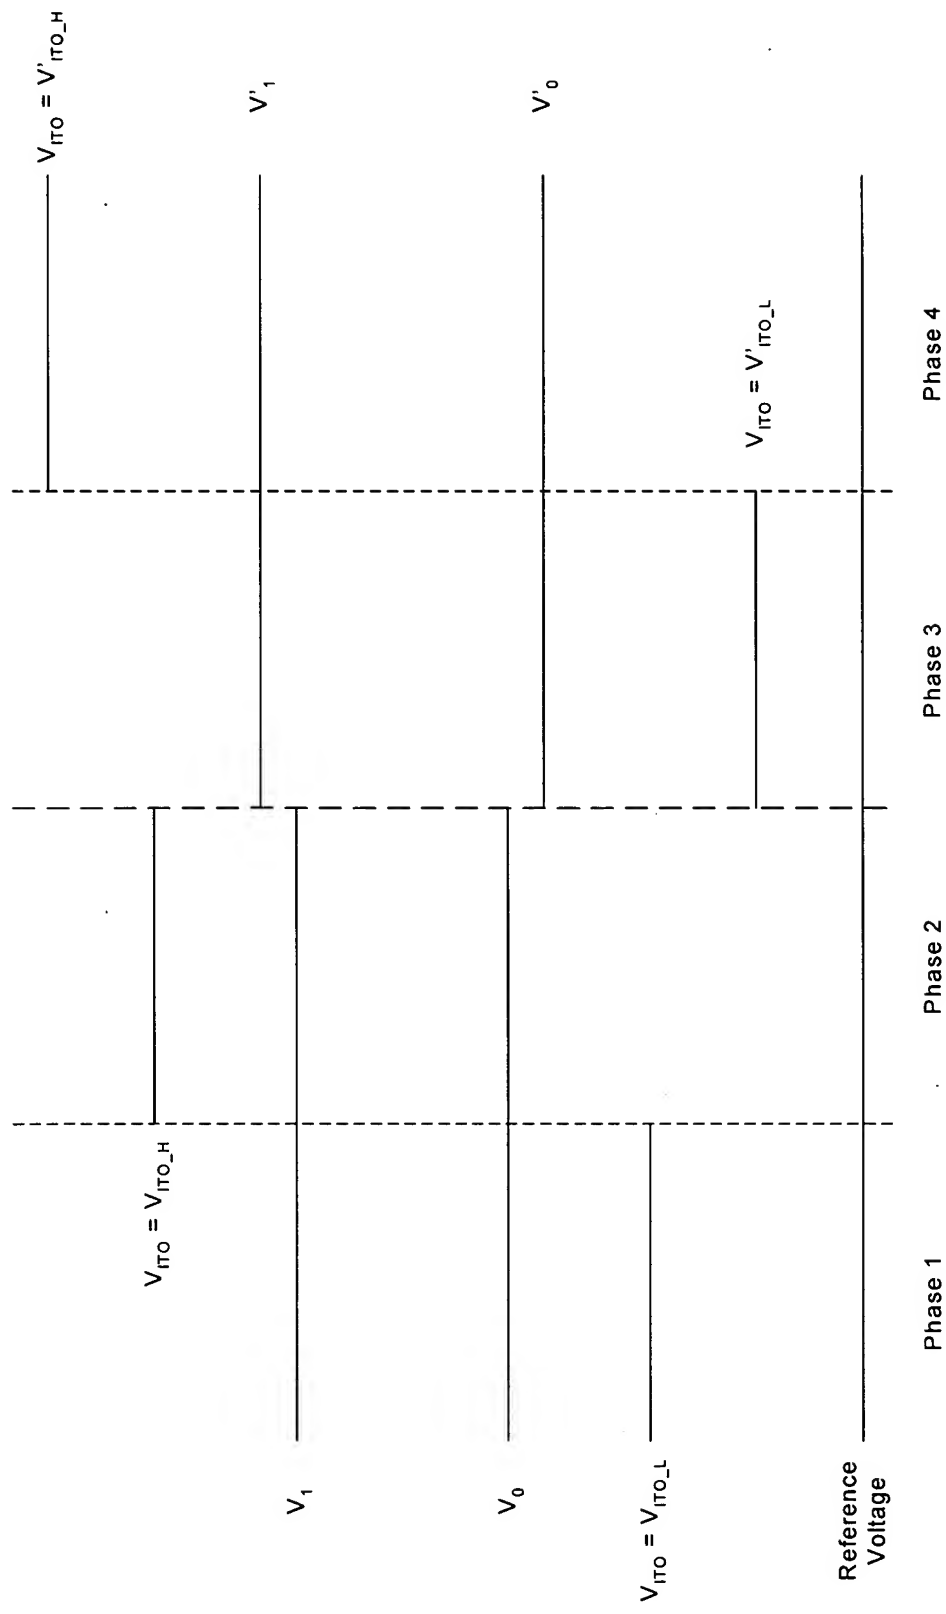 V_ITO = V'_ITO_H
V_ITO = V_ITO_H
V'_1
V_1
V_0
V'_0
V_ITO = V_ITO_L
V_ITO = V'_ITO_L
Reference
Voltage
Phase 1
Phase 2
Phase 3
Phase 4